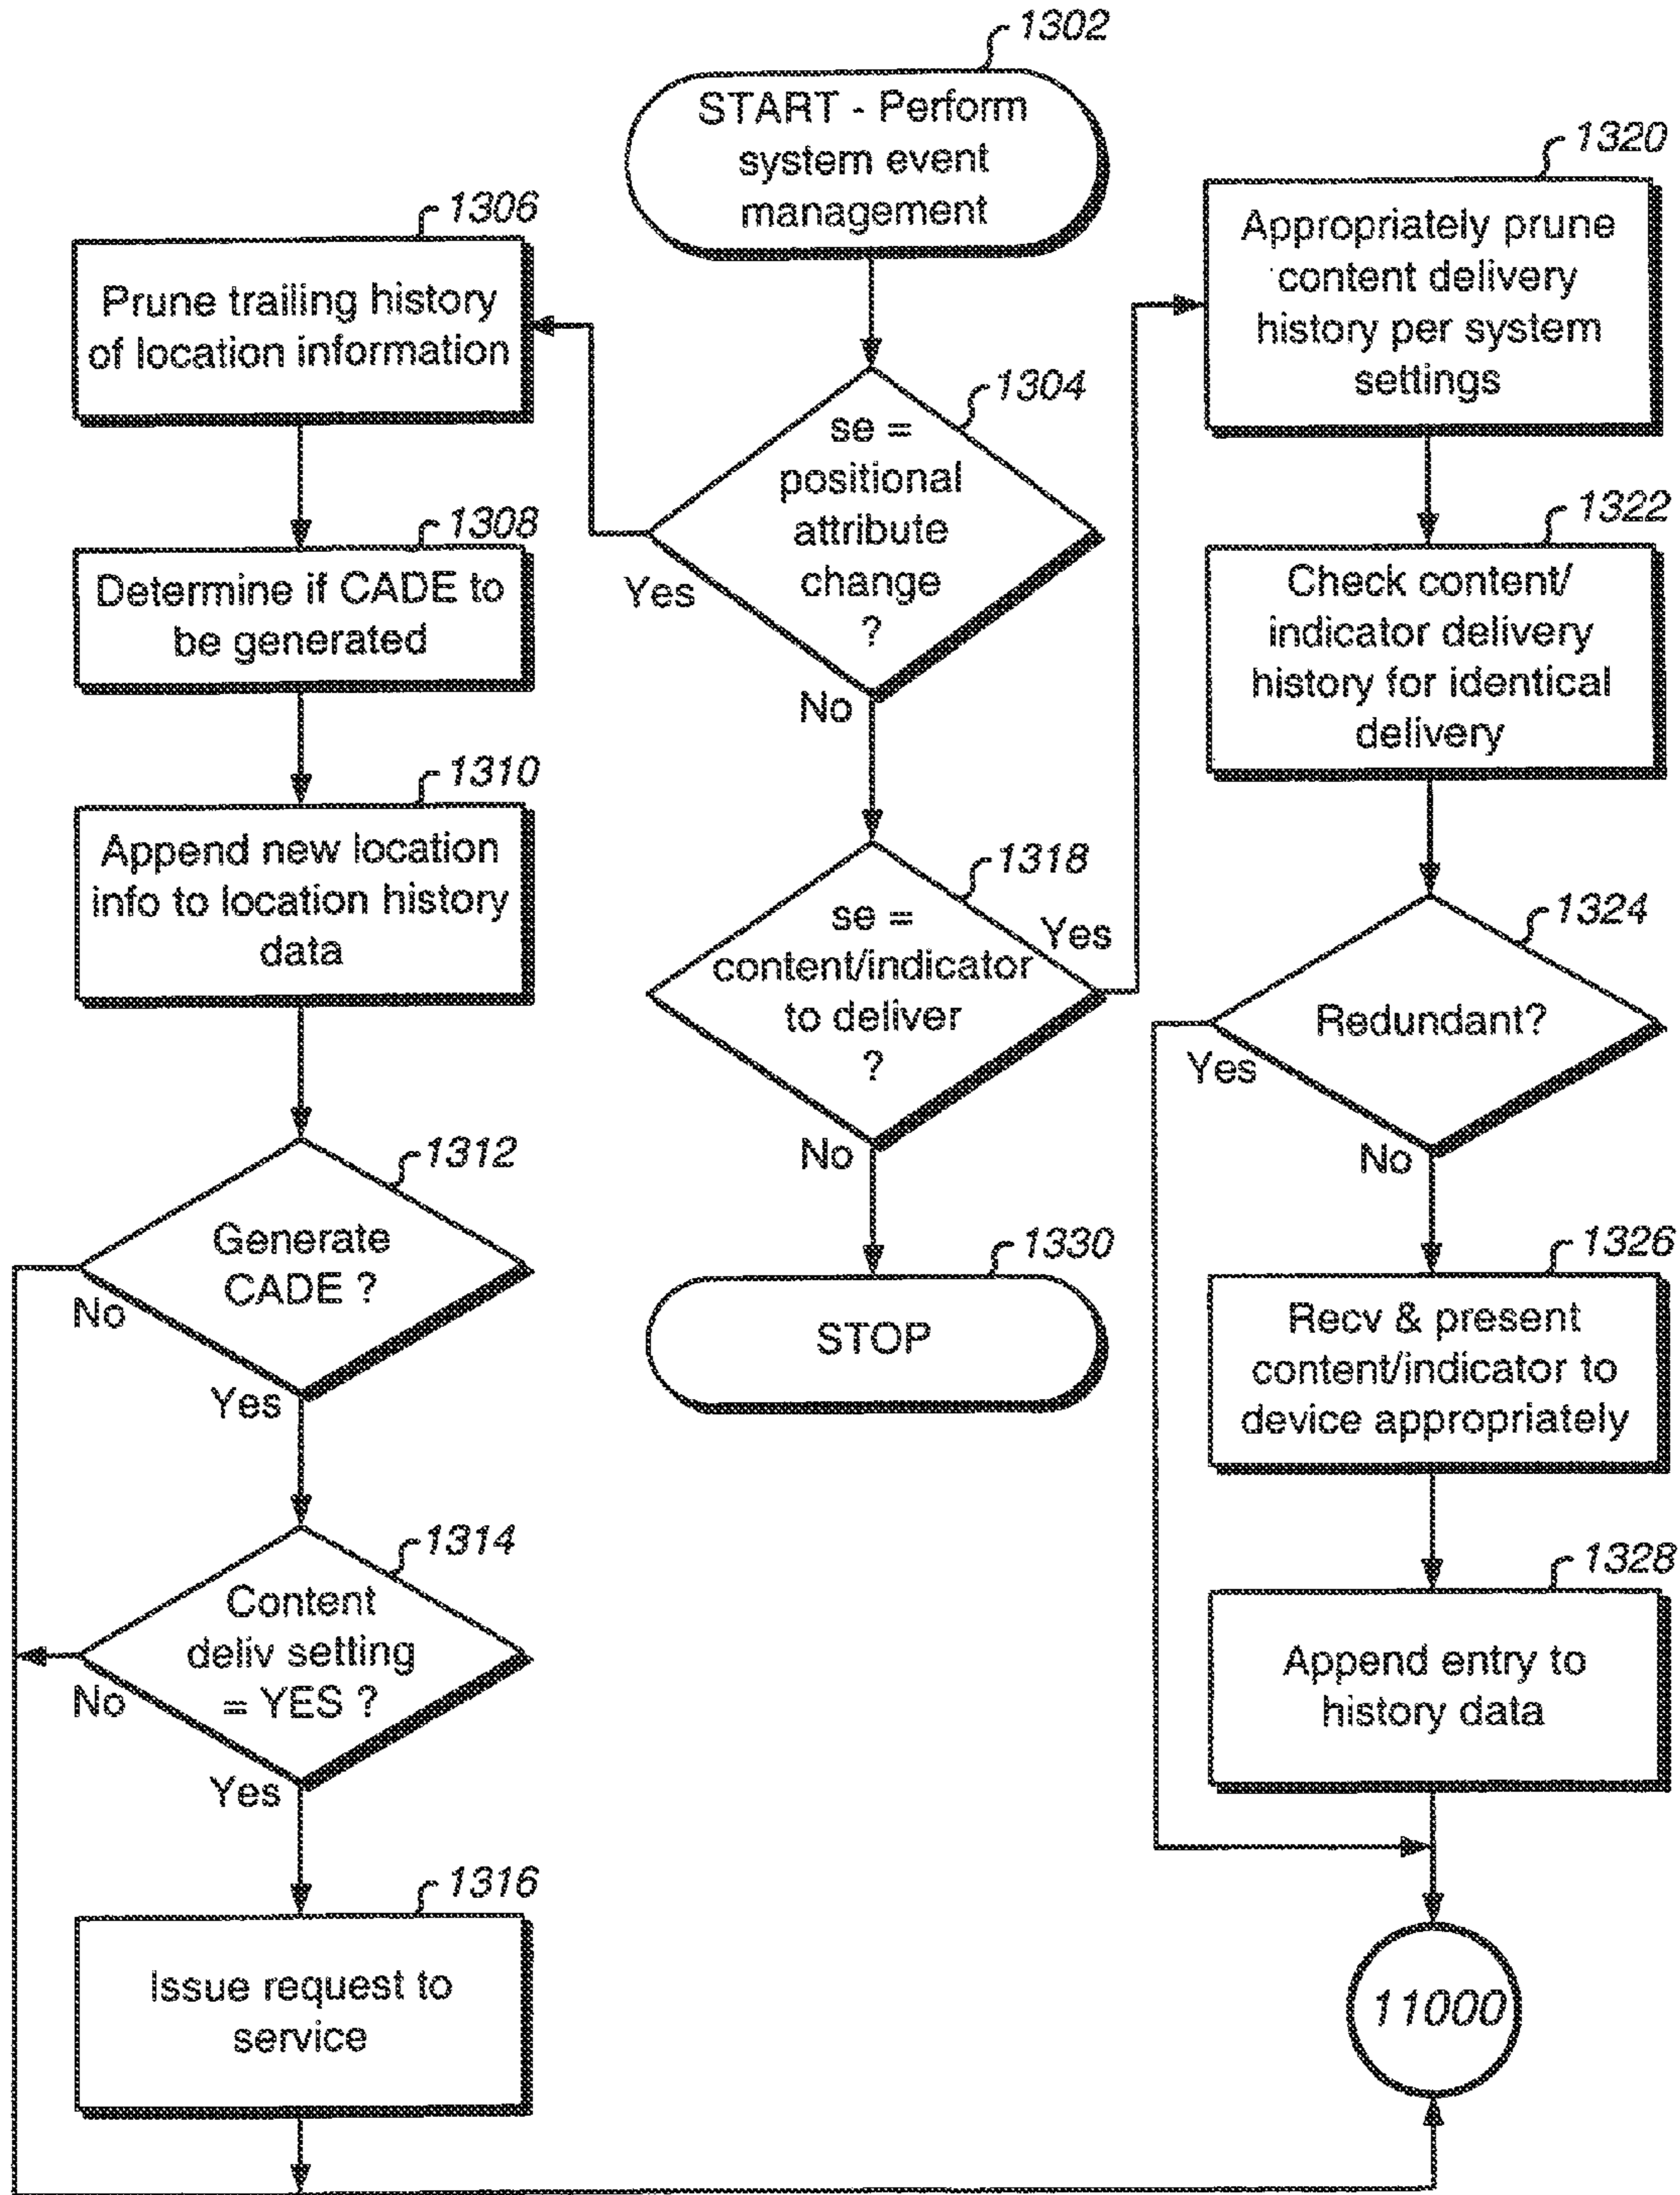 1302
START - Perform
system event
management
1304
se =
positional
attribute
change
?
Yes
No
1306
Prune trailing history
of location information
1308
Determine if CADE to
be generated
1310
Append new location
info to location history
data
1312
Generate
CADE ?
No
Yes
1314
Content
deliv setting
= YES ?
No
Yes
1316
Issue request to
service
1318
se =
content/indicator
to deliver
?
Yes
No
1330
STOP
1320
Appropriately prune
content delivery
history per system
settings
1322
Check content/
indicator delivery
history for identical
delivery
1324
Redundant?
Yes
No
1326
Recv & present
content/indicator to
device appropriately
1328
Append entry to
history data
11000